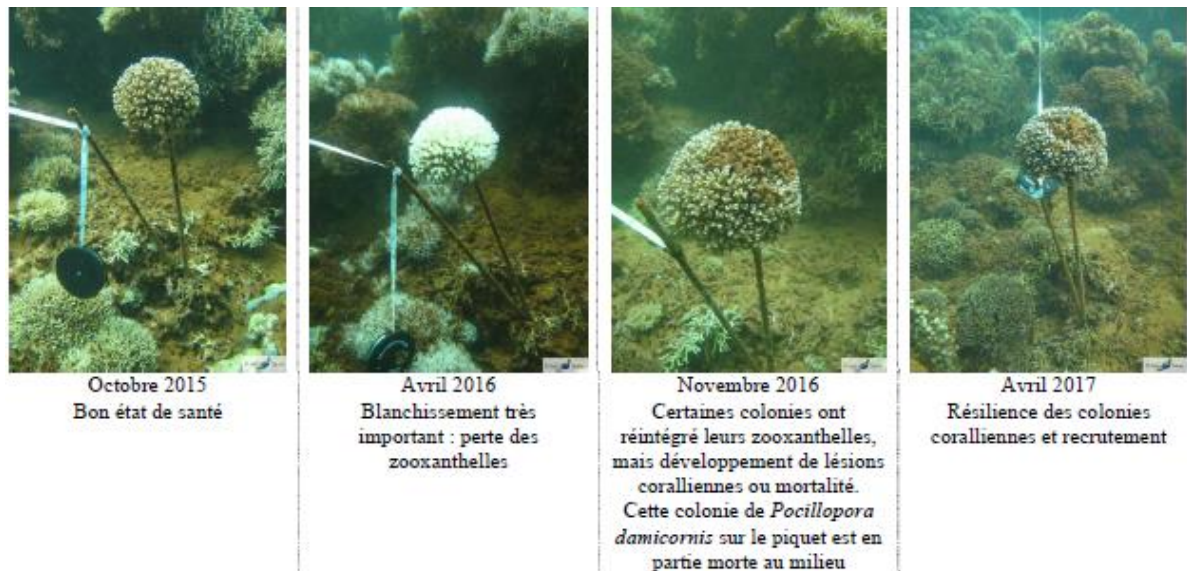 Octobre 2015
Bon état de santé
Avril 2016
Blanchissement très
important : perte des
zooxanthelles
Novembre 2016
Certaines colonies ont
réintégré leurs zooxanthelles,
mais développement de lésions
coralliennes ou mortalité.
Cette colonie de Pocillopora
damicornis sur le piquet est en
partie morte au milieu
Avril 2017
Résilience des colonies
coralliennes et recrutement